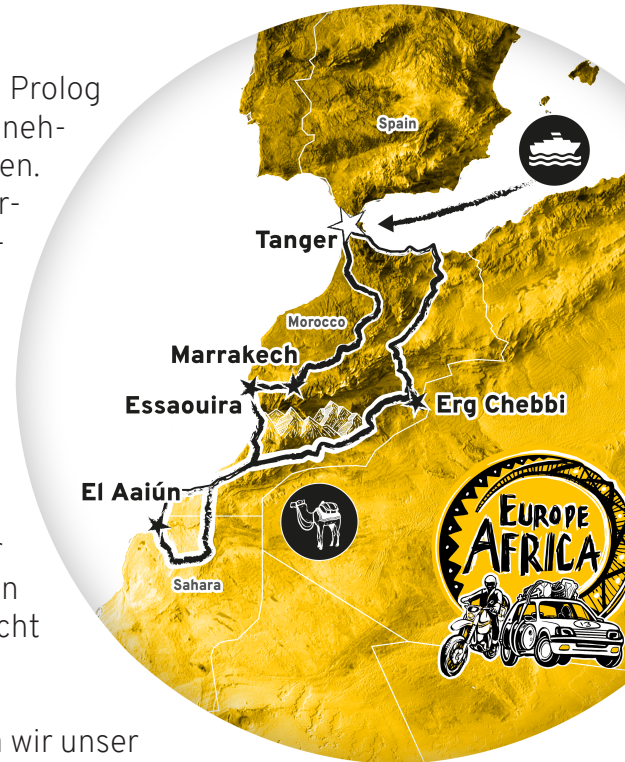 Prolog
neh-
en.
r-
-
Spain
Tanger
Morocco
Marrakech
Essaouira
Erg Chebbi
El Aaiún
Sahara
EUROPE
AFRICA
n
cht
wir unser